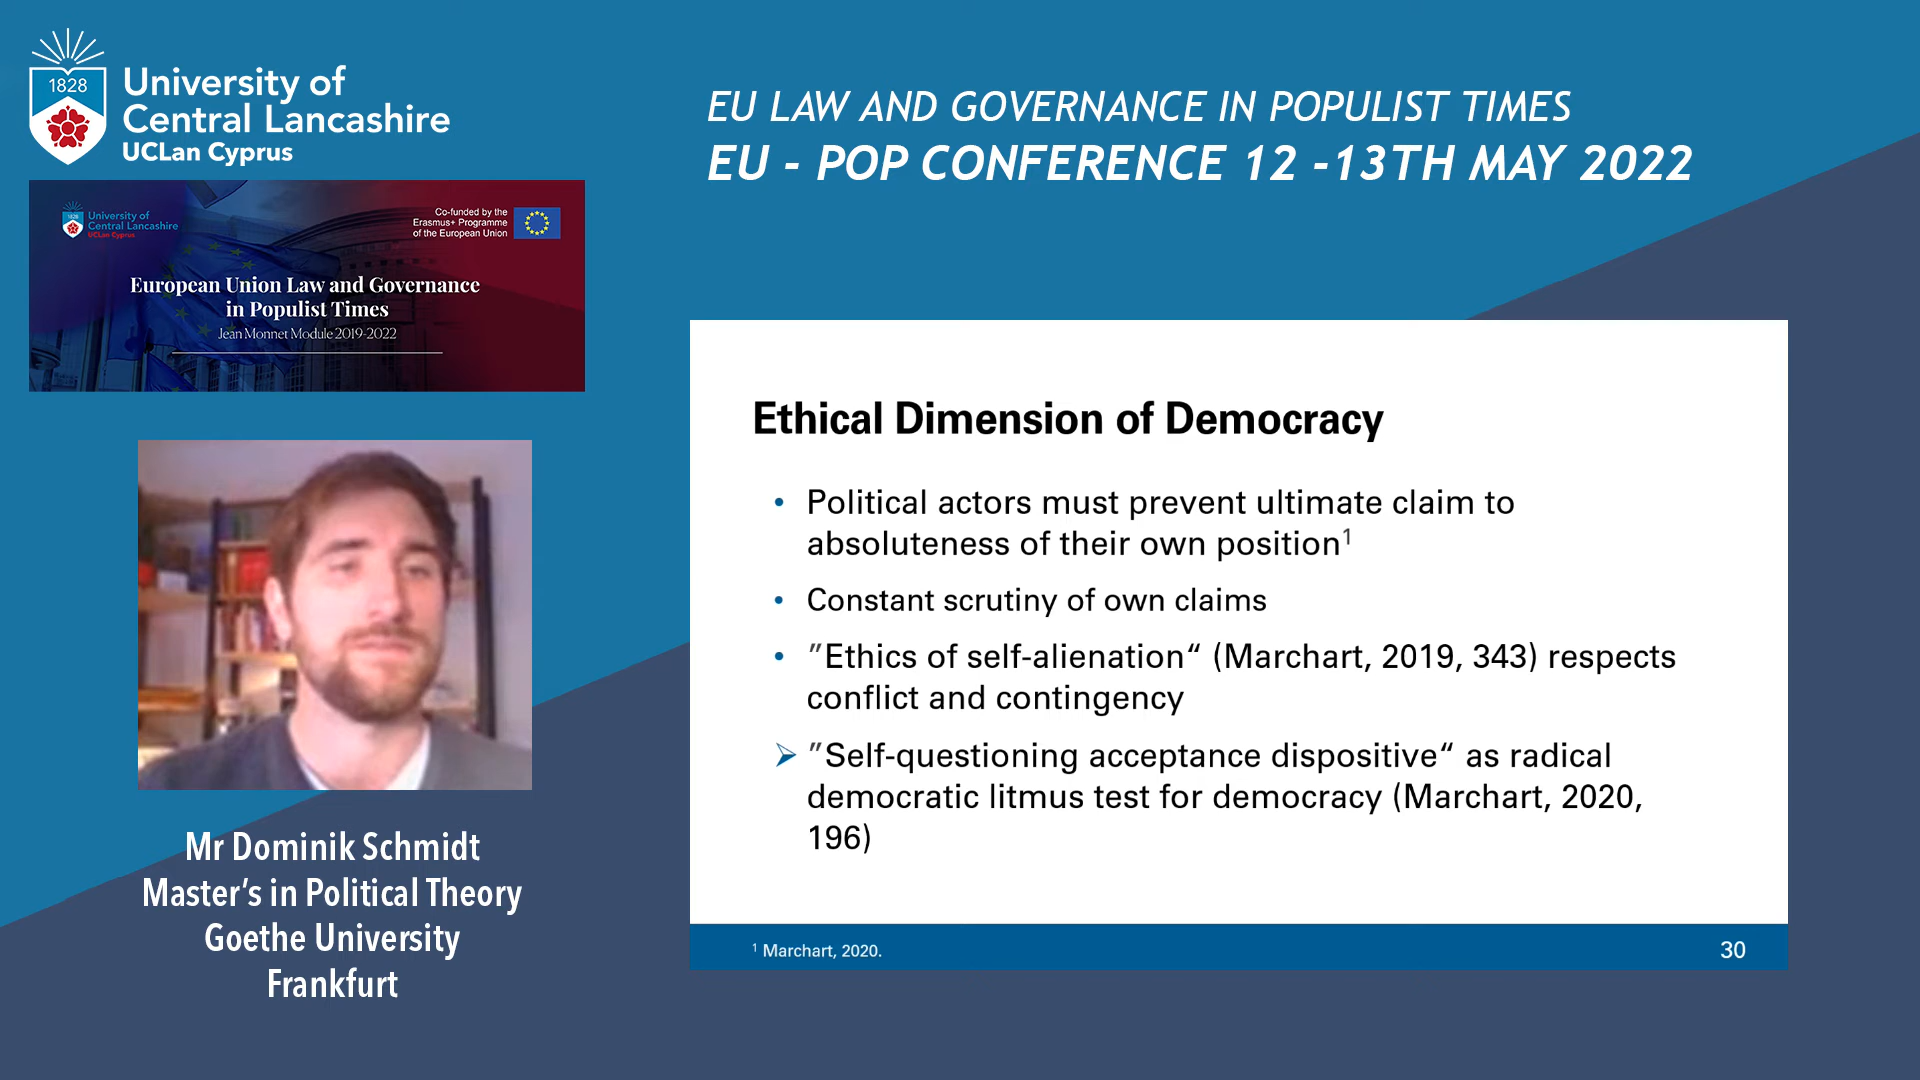 1828
University of
Central Lancashire
UCLan Cyprus
EU LAW AND GOVERNANCE IN POPULIST TIMES
EU - POP CONFERENCE 12 -13TH MAY 2022
1828
University of
Central Lancashire
UCLan Cyprus
Co-funded by the
Erasmus+ Programme
of the European Union
European Union Law and Governance
in Populist Times
Jean Monnet Module 2019-2022
Mr Dominik Schmidt
Master’s in Political Theory
Goethe University
Frankfurt
Ethical Dimension of Democracy
• Political actors must prevent ultimate claim to
absoluteness of their own position¹
• Constant scrutiny of own claims
• ”Ethics of self-alienation“ (Marchart, 2019, 343) respects
conflict and contingency
➢ ”Self-questioning acceptance dispositive“ as radical
democratic litmus test for democracy (Marchart, 2020,
196)
¹ Marchart, 2020.
30